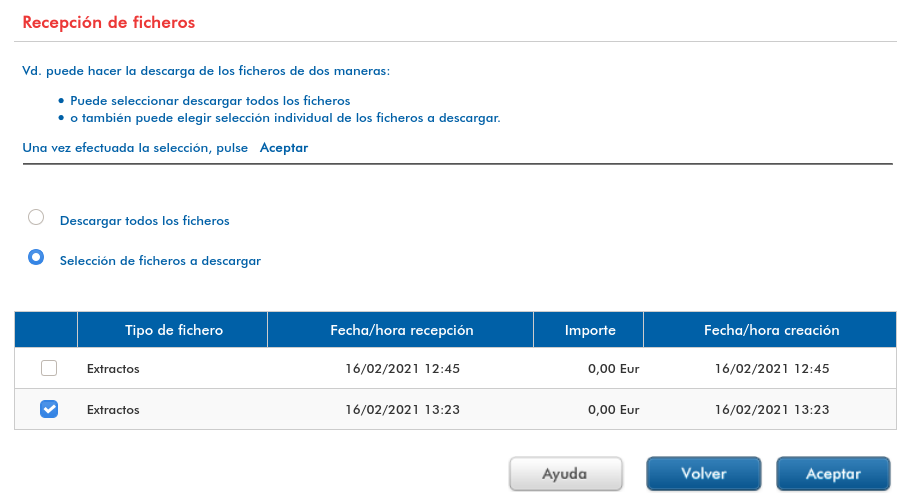 Recepción de ficheros
Vd. puede hacer la descarga de los ficheros de dos maneras:
• Puede seleccionar descargar todos los ficheros
• o también puede elegir selección individual de los ficheros a descargar.
Una vez efectuada la selección, pulse Aceptar
Descargar todos los ficheros
Selección de ficheros a descargar
Tipo de fichero Fecha/hora recepción Importe Fecha/hora creación
Extractos 16/02/2021 12:45 0,00 Eur 16/02/2021 12:45
Extractos 16/02/2021 13:23 0,00 Eur 16/02/2021 13:23
Ayuda Volver Aceptar